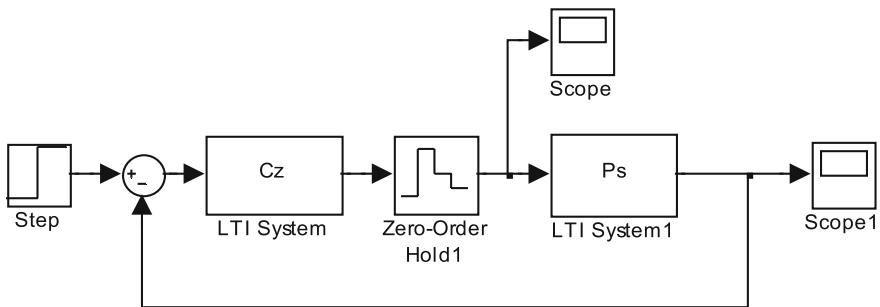 Scope
+
−
Cz
Ps
Step
LTI System
Zero-Order
Hold1
LTI System1
Scope1